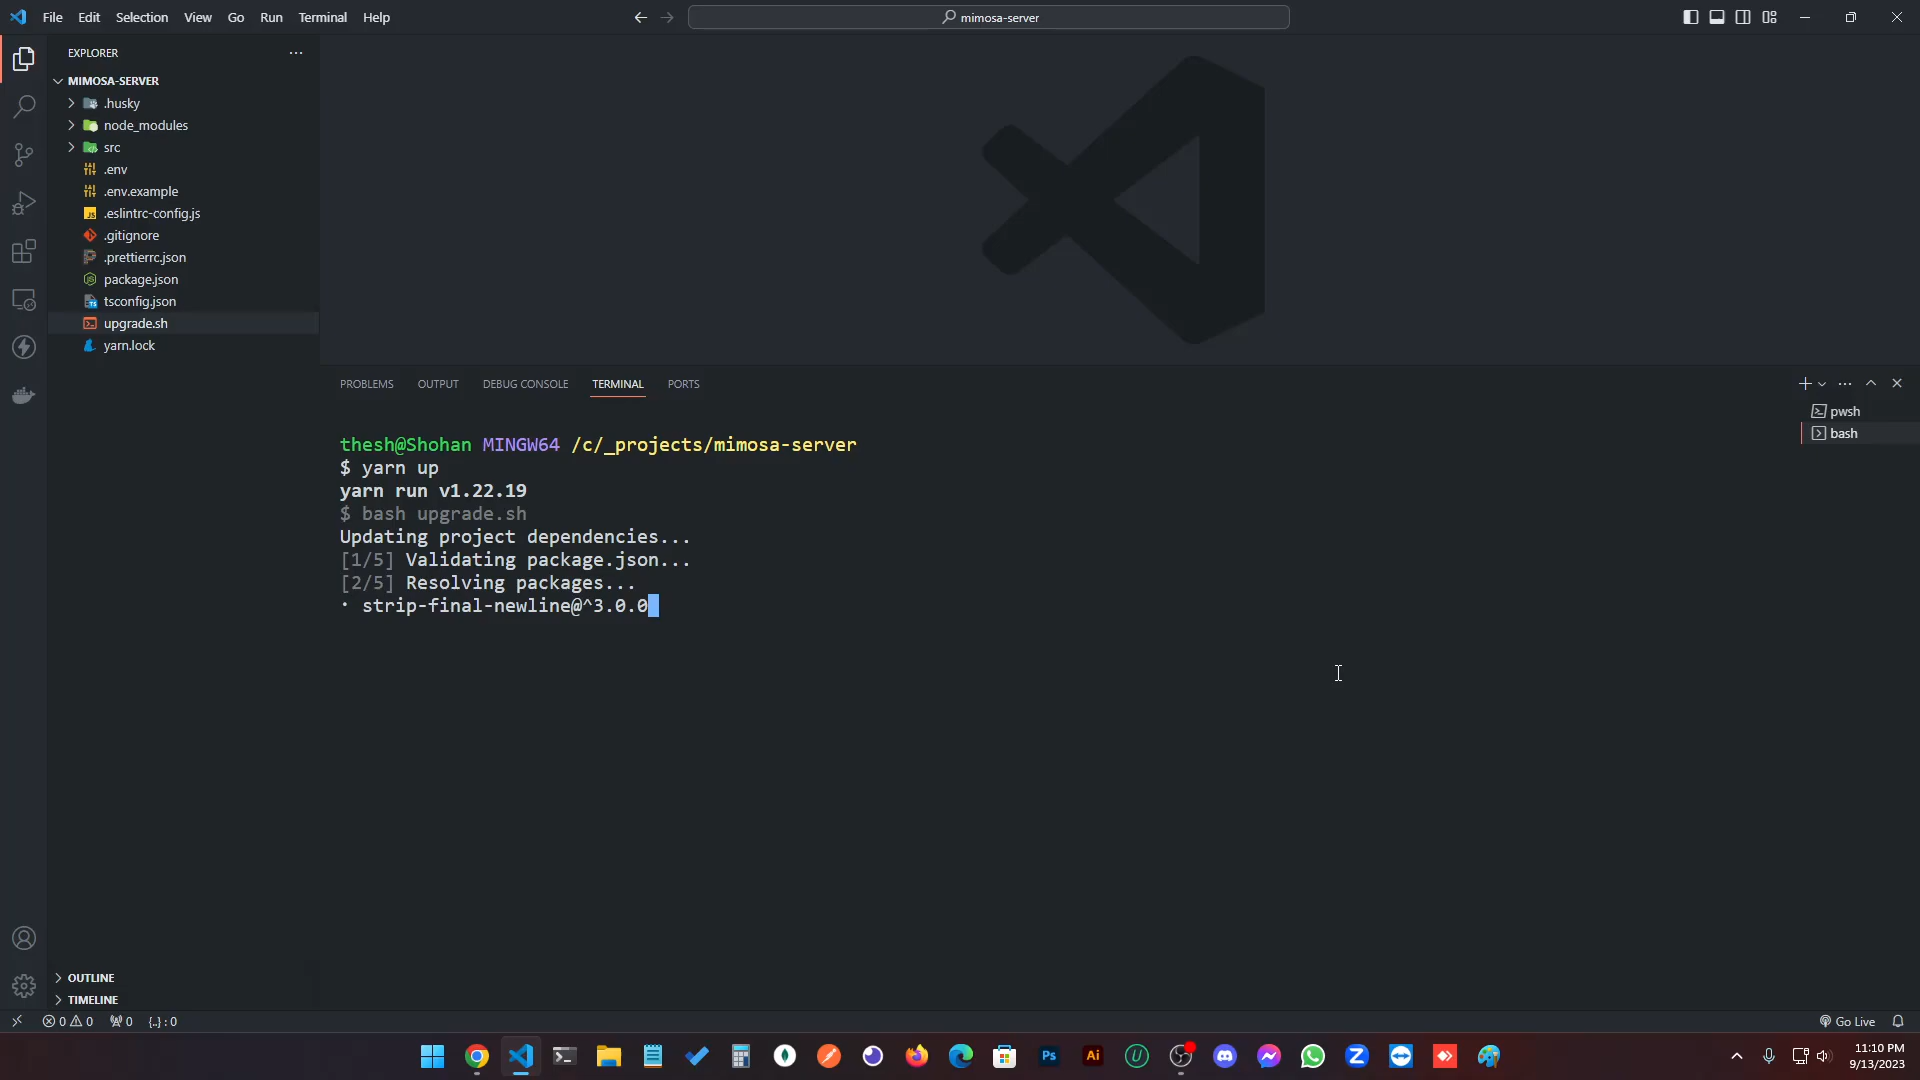 File Edit Selection View Go Run Terminal Help
mimosa-server
EXPLORER
MIMOSA-SERVER
.husky
node_modules
src
.env
.env.example
.eslintrc-config.js
.gitignore
.prettierrc.json
package.json
tsconfig.json
upgrade.sh
yarn.lock
PROBLEMS OUTPUT DEBUG CONSOLE TERMINAL PORTS
pwsh
bash
thesh@Shohan MINGW64 /c/_projects/mimosa-server
$ yarn up
yarn run v1.22.19
$ bash upgrade.sh
Updating project dependencies...
[1/5] Validating package.json...
[2/5] Resolving packages...
· strip-final-newline@^3.0.0
OUTLINE
TIMELINE
0 0 0 {..} : 0
Go Live
Ps Ai U Z
11:10 PM
9/13/2023